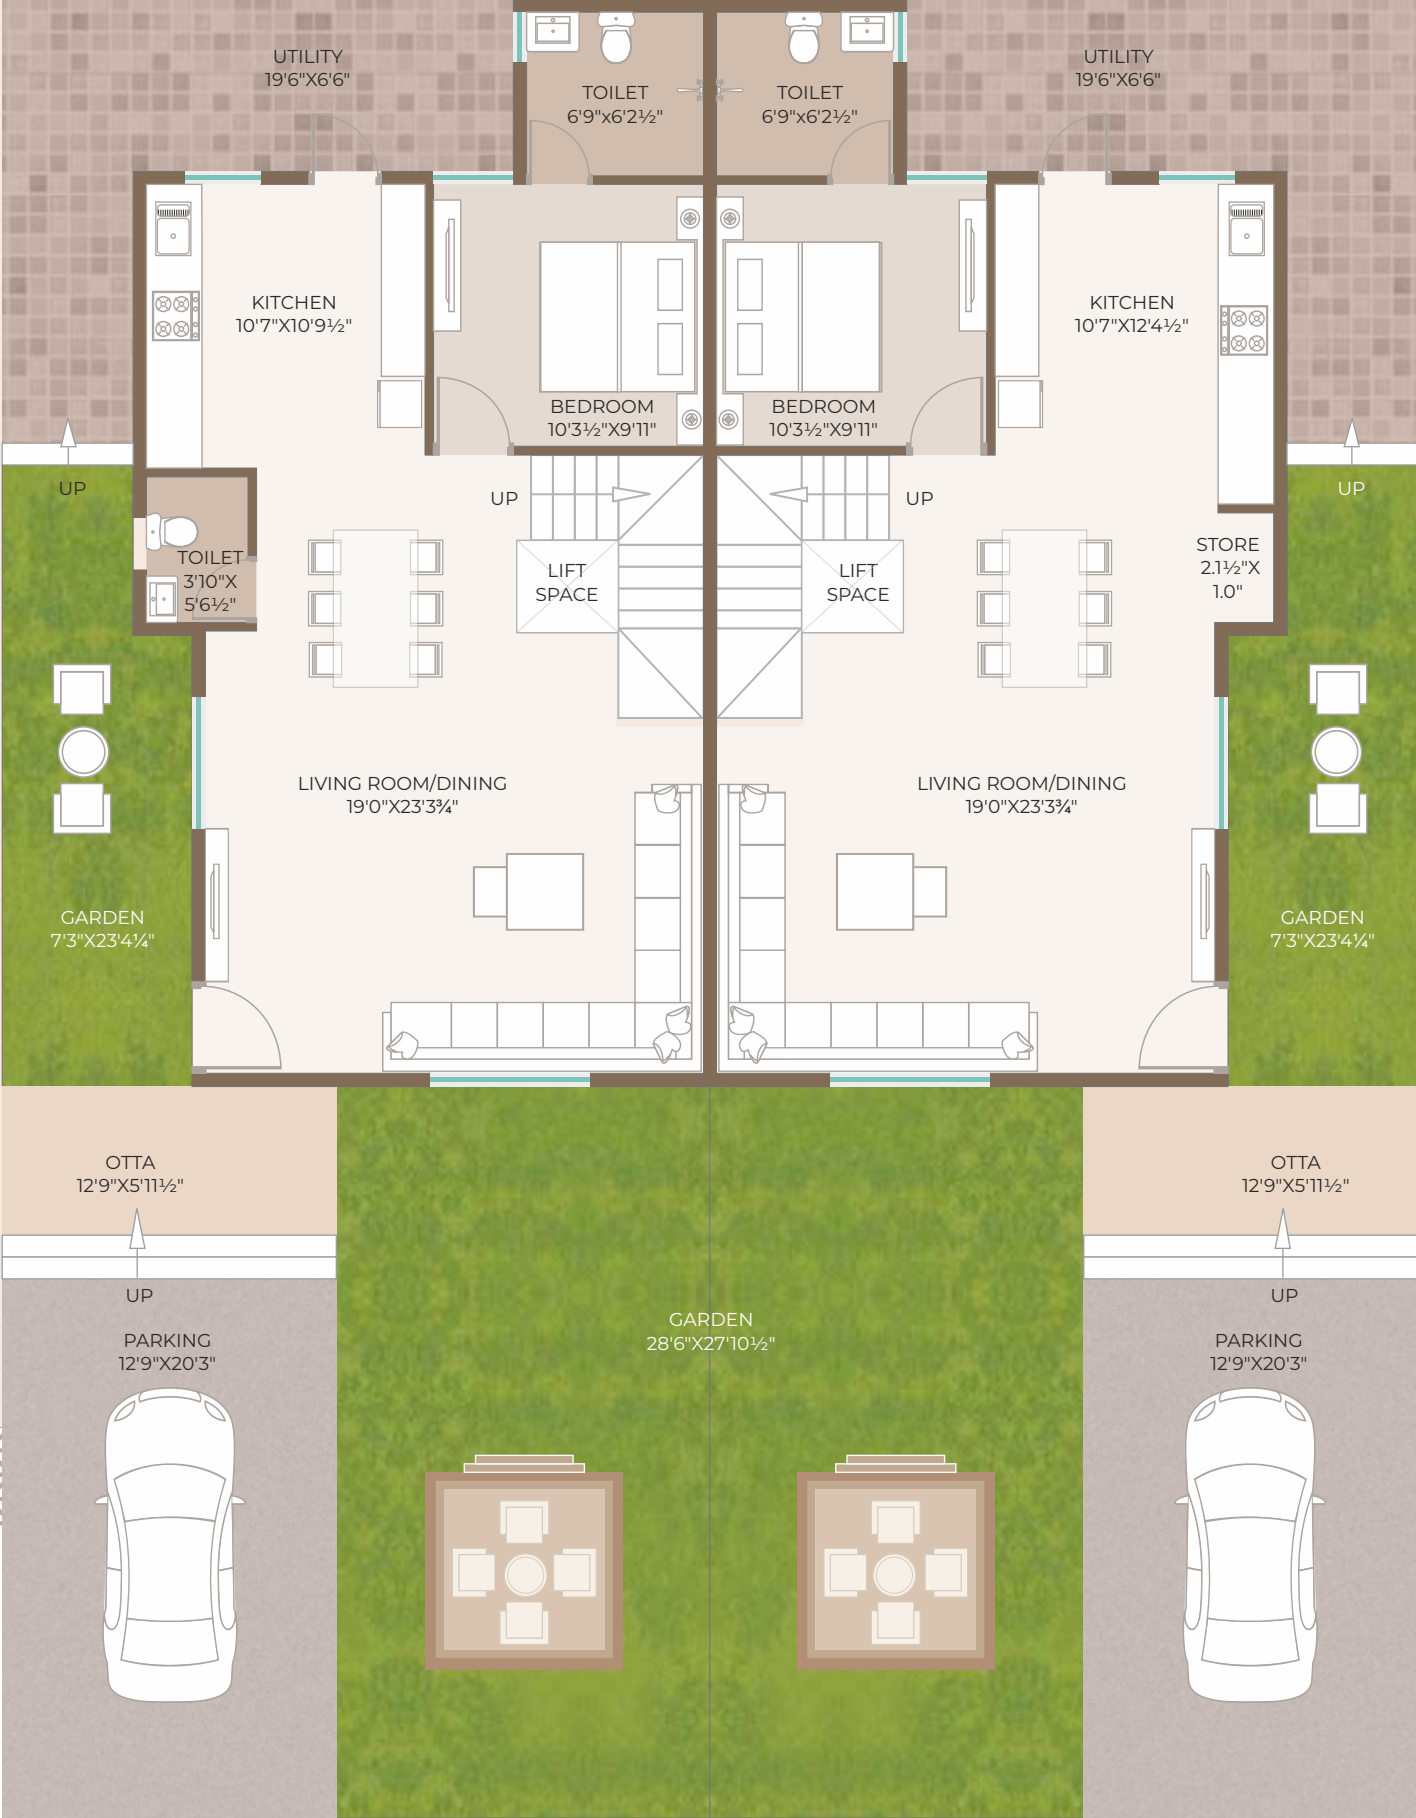 UTILITY
19'6"X6'6"
UTILITY
19'6"X6'6"
TOILET
6'9"x6'2½"
TOILET
6'9"x6'2½"
KITCHEN
10'7"X10'9½"
KITCHEN
10'7"X12'4½"
BEDROOM
10'3½"X9'11"
BEDROOM
10'3½"X9'11"
UP
UP
UP
UP
TOILET
3'10"X
5'6½"
LIFT
SPACE
LIFT
SPACE
STORE
2.1½"X
1.0"
LIVING ROOM/DINING
19'0"X23'3¾"
LIVING ROOM/DINING
19'0"X23'3¾"
GARDEN
7'3"X23'4¼"
GARDEN
7'3"X23'4¼"
OTTA
12'9"X5'11½"
OTTA
12'9"X5'11½"
UP
UP
GARDEN
28'6"X27'10½"
PARKING
12'9"X20'3"
PARKING
12'9"X20'3"